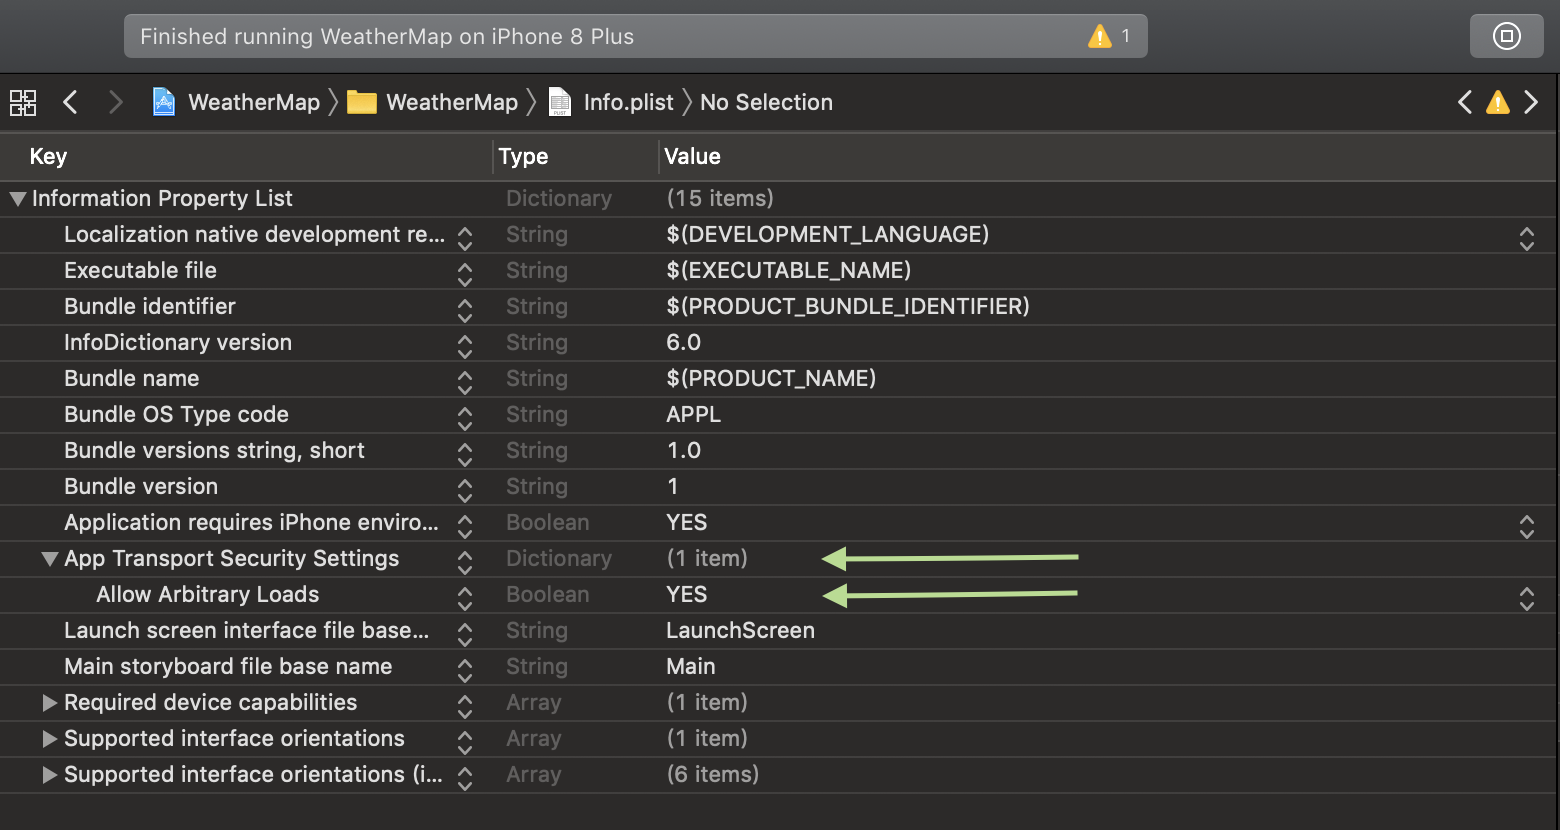 Finished running WeatherMap on iPhone 8 Plus 1
WeatherMap WeatherMap Info.plist No Selection
Key Type Value
Information Property List Dictionary (15 items)
Localization native development re... String $(DEVELOPMENT_LANGUAGE)
Executable file String $(EXECUTABLE_NAME)
Bundle identifier String $(PRODUCT_BUNDLE_IDENTIFIER)
InfoDictionary version String 6.0
Bundle name String $(PRODUCT_NAME)
Bundle OS Type code String APPL
Bundle versions string, short String 1.0
Bundle version String 1
Application requires iPhone enviro... Boolean YES
App Transport Security Settings Dictionary (1 item)
Allow Arbitrary Loads Boolean YES
Launch screen interface file base... String LaunchScreen
Main storyboard file base name String Main
Required device capabilities Array (1 item)
Supported interface orientations Array (1 item)
Supported interface orientations (i... Array (6 items)